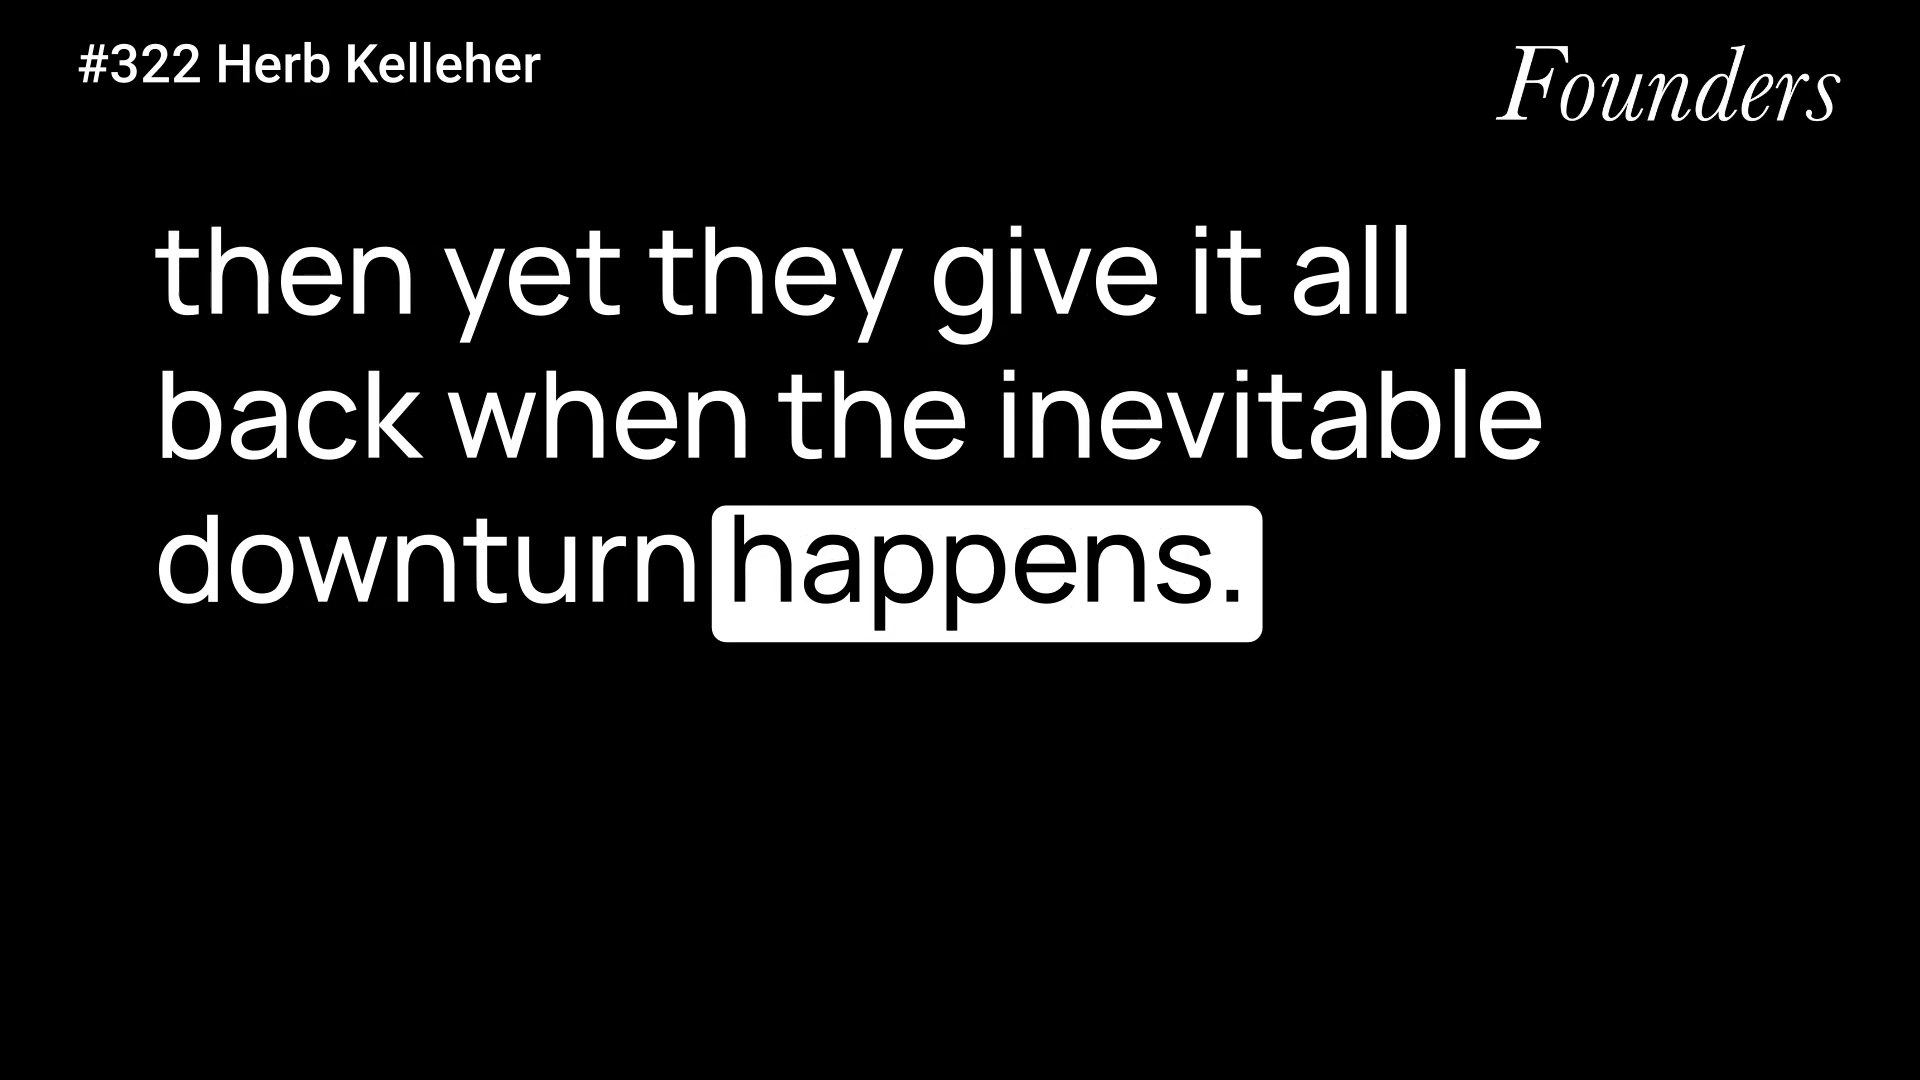 #322 Herb Kelleher
Founders
then yet they give it all
back when the inevitable
downturn happens.